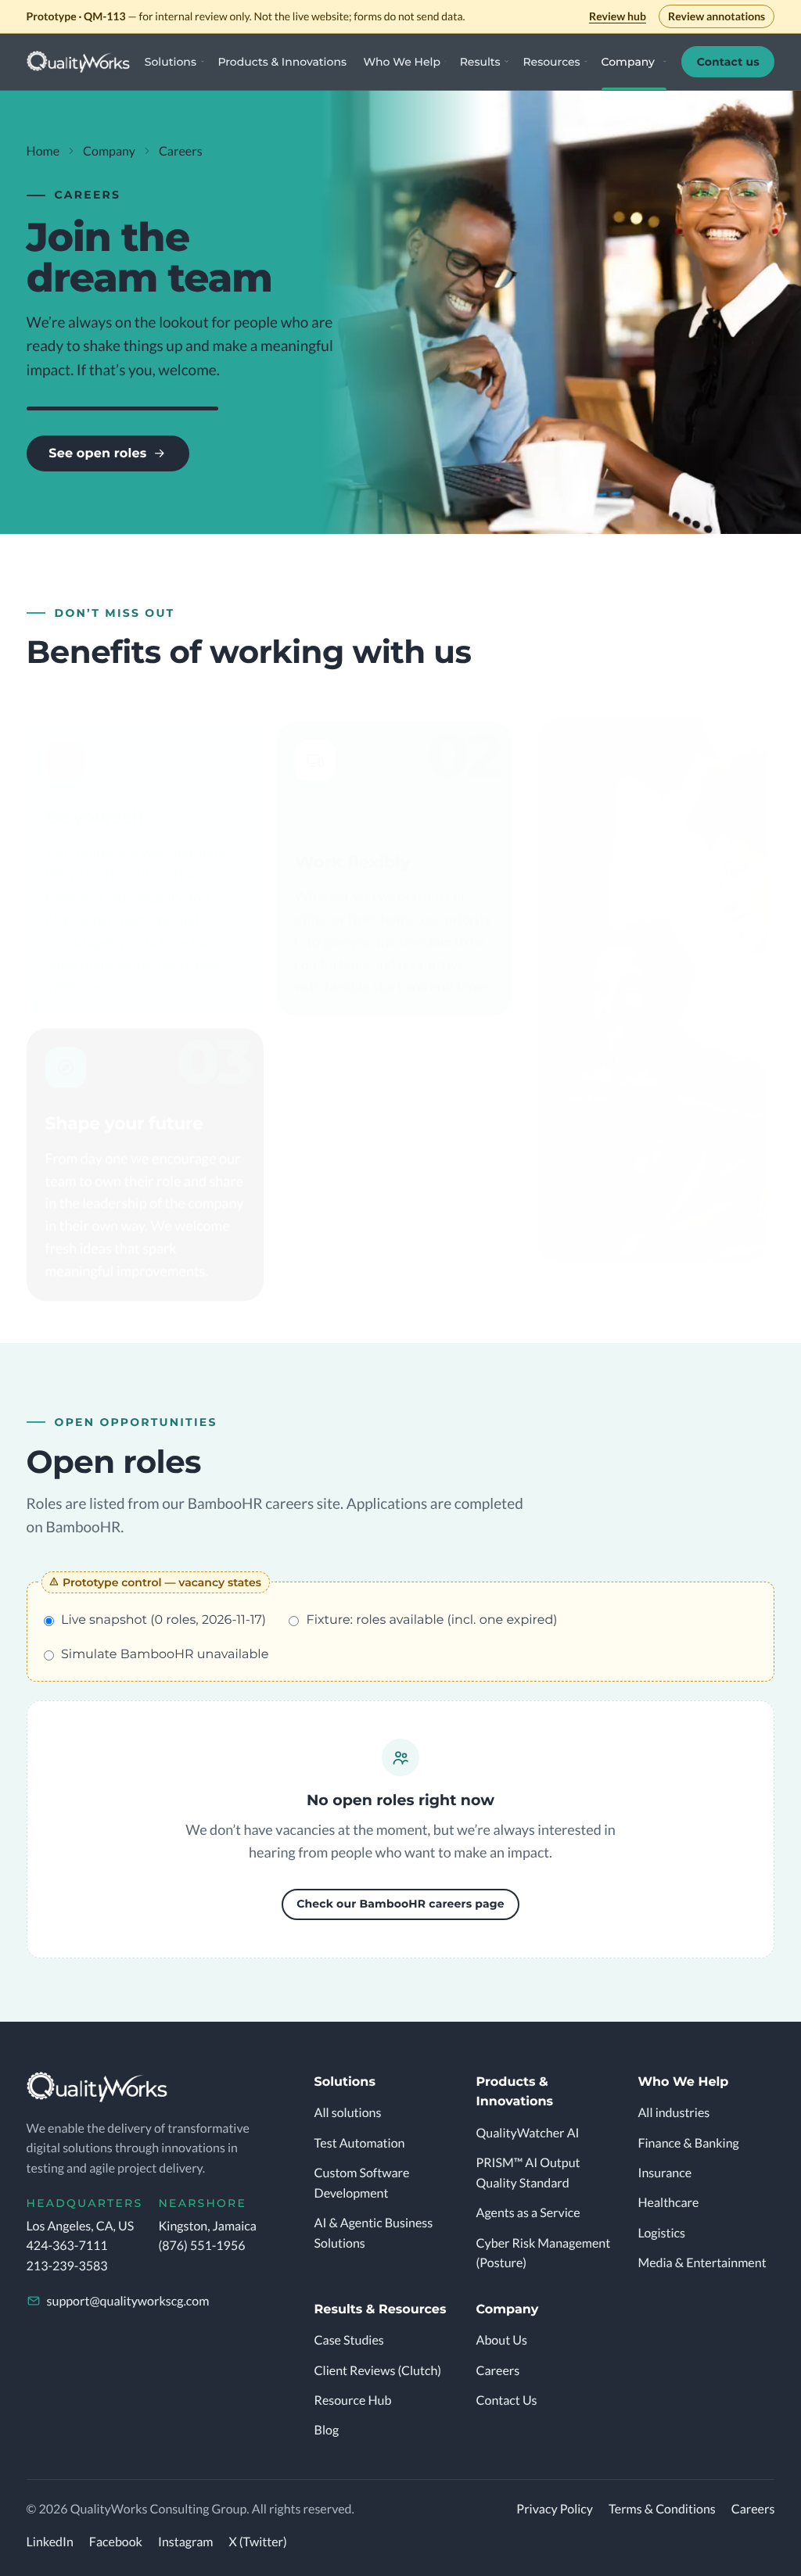 Prototype · QM-113 — for internal review only. Not the live website; forms do not send data.
Review hub
Review annotations
QualityWorks
Solutions
Products & Innovations
Who We Help
Results
Resources
Company
Contact us
Home > Company > Careers
CAREERS
Join the
dream team
We're always on the lookout for people who are
ready to shake things up and make a meaningful
impact. If that's you, welcome.
See open roles →
DON'T MISS OUT
Benefits of working with us
02
03
Shape your future
From day one we encourage our
team to own their role and share
in the leadership of the company
in their own way. We welcome
fresh ideas that spark
meaningful improvements.
OPEN OPPORTUNITIES
Open roles
Roles are listed from our BambooHR careers site. Applications are completed
on BambooHR.
Prototype control — vacancy states
Live snapshot (0 roles, 2026-11-17)
Fixture: roles available (incl. one expired)
Simulate BambooHR unavailable
No open roles right now
We don't have vacancies at the moment, but we're always interested in
hearing from people who want to make an impact.
Check our BambooHR careers page
QualityWorks
We enable the delivery of transformative
digital solutions through innovations in
testing and agile project delivery.
HEADQUARTERS
Los Angeles, CA, US
424-363-7111
213-239-3583
NEARSHORE
Kingston, Jamaica
(876) 551-1956
support@qualityworkscg.com
Solutions
All solutions
Test Automation
Custom Software
Development
AI & Agentic Business
Solutions
Products &
Innovations
QualityWatcher AI
PRISM™ AI Output
Quality Standard
Agents as a Service
Cyber Risk Management
(Posture)
Who We Help
All industries
Finance & Banking
Insurance
Healthcare
Logistics
Media & Entertainment
Results & Resources
Case Studies
Client Reviews (Clutch)
Resource Hub
Blog
Company
About Us
Careers
Contact Us
© 2026 QualityWorks Consulting Group. All rights reserved.
Privacy Policy
Terms & Conditions
Careers
LinkedIn
Facebook
Instagram
X (Twitter)